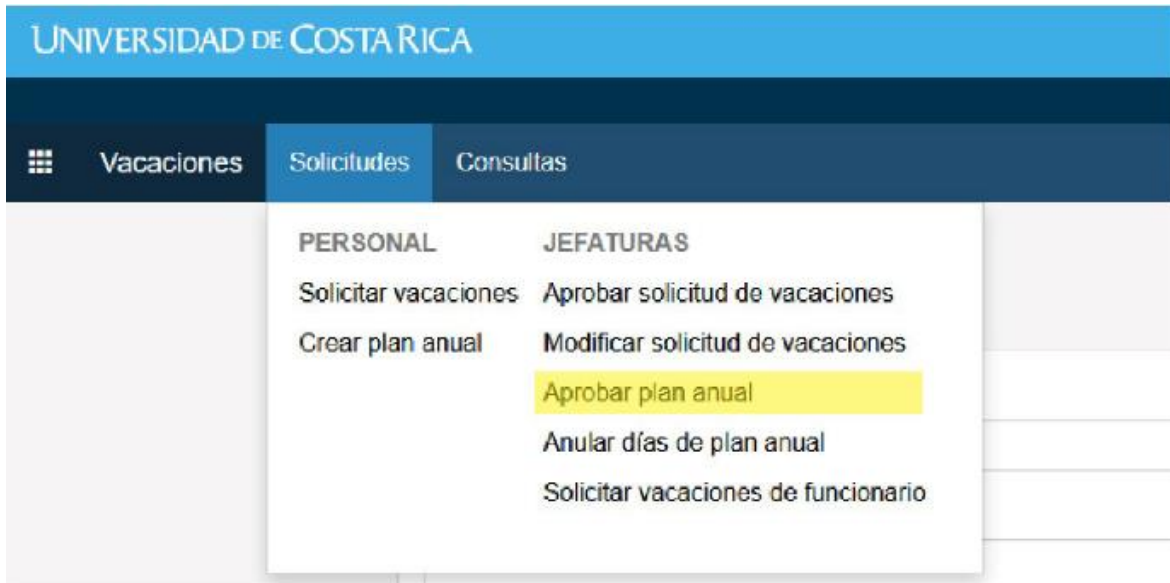 UNIVERSIDAD DE COSTA RICA
Vacaciones Solicitudes Consultas
PERSONAL JEFATURAS
Solicitar vacaciones Aprobar solicitud de vacaciones
Crear plan anual Modificar solicitud de vacaciones
Aprobar plan anual
Anular días de plan anual
Solicitar vacaciones de funcionario